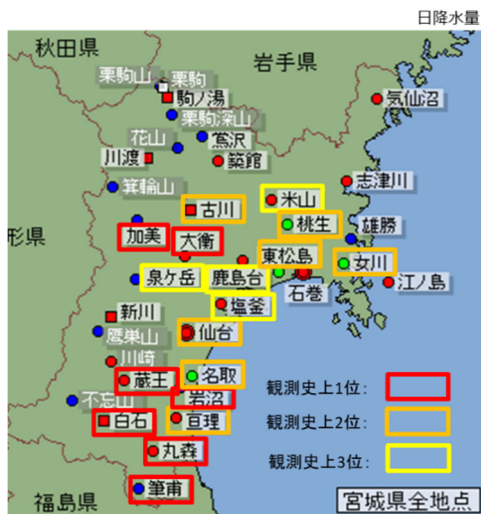 日降水量
秋田県
岩手県
栗駒山
栗駒
駒ノ湯
気仙沼
栗駒深山
花山
鶯沢
川渡
築館
志津川
箕輪山
米山
古川
桃生
雄勝
加美
大衡
形県
東松島
女川
泉ケ岳
鹿島台
石巻
江ノ島
塩釜
新川
鷹巣山
仙台
川崎
蔵王
名取
観測史上1位:
不忘山
岩沼
白石
亘理
観測史上2位:
丸森
観測史上3位:
筆甫
福島県
宮城県全地点